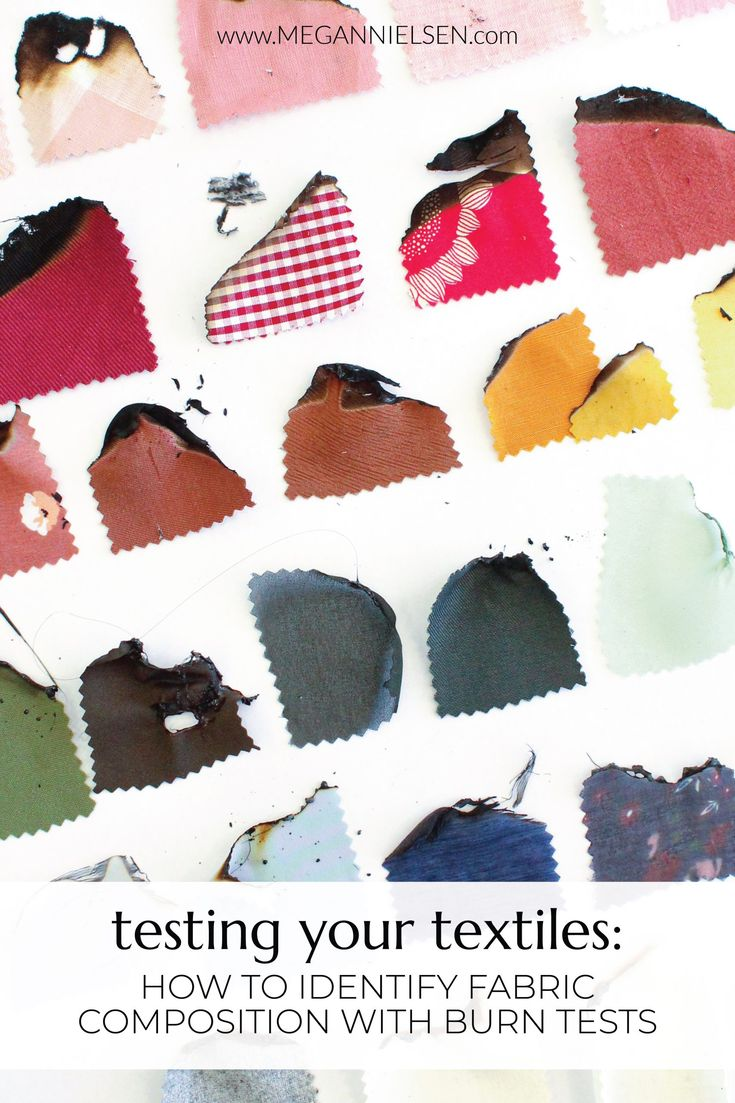 www.MEGANNIELSEN.com
testing your textiles:
HOW TO IDENTIFY FABRIC
COMPOSITION WITH BURN TESTS